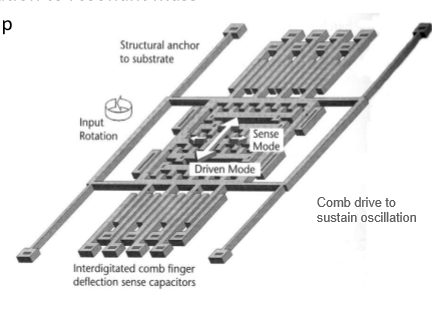 p
Structural anchor
to substrate
Input
Rotation
Sense
Mode
Driven Mode
Comb drive to
sustain oscillation
Interdigitated comb finger
deflection sense capacitors